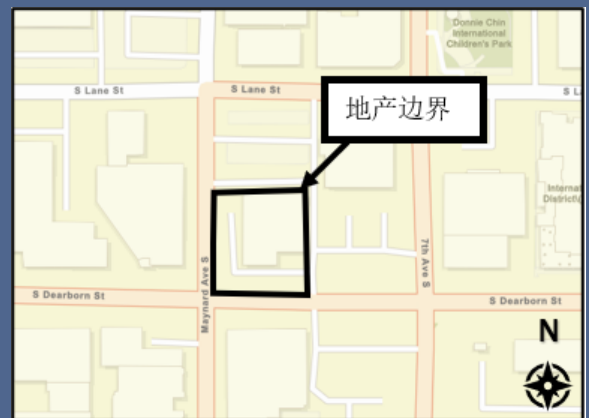 Donnie Chin
International
Children's Park
S Lane St
S Lane St
S L
地产边界
Interna
District
7th Ave S
Maynard Ave S
S Dearborn St
S Dearborn St
N